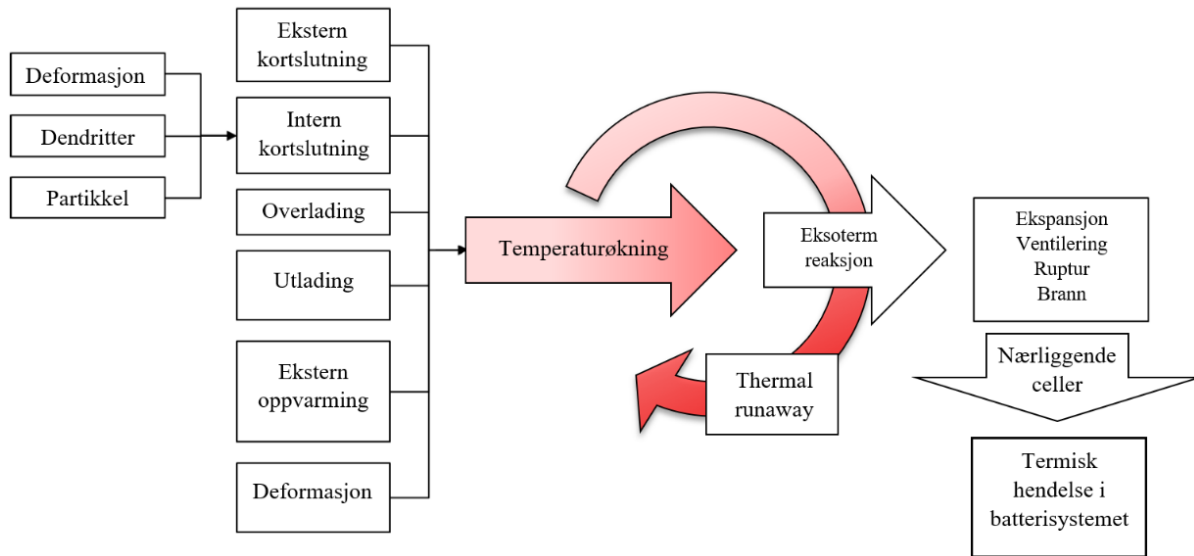 Deformasjon
Dendritter
Partikkel
Ekstern
kortslutning
Intern
kortslutning
Overlading
Utlading
Ekstern
oppvarming
Deformasjon
Temperaturøkning
Eksoterm
reaksjon
Thermal
runaway
Ekspansjon
Ventilering
Ruptur
Brann
Nærliggende
celler
Termisk
hendelse i
batterisystemet